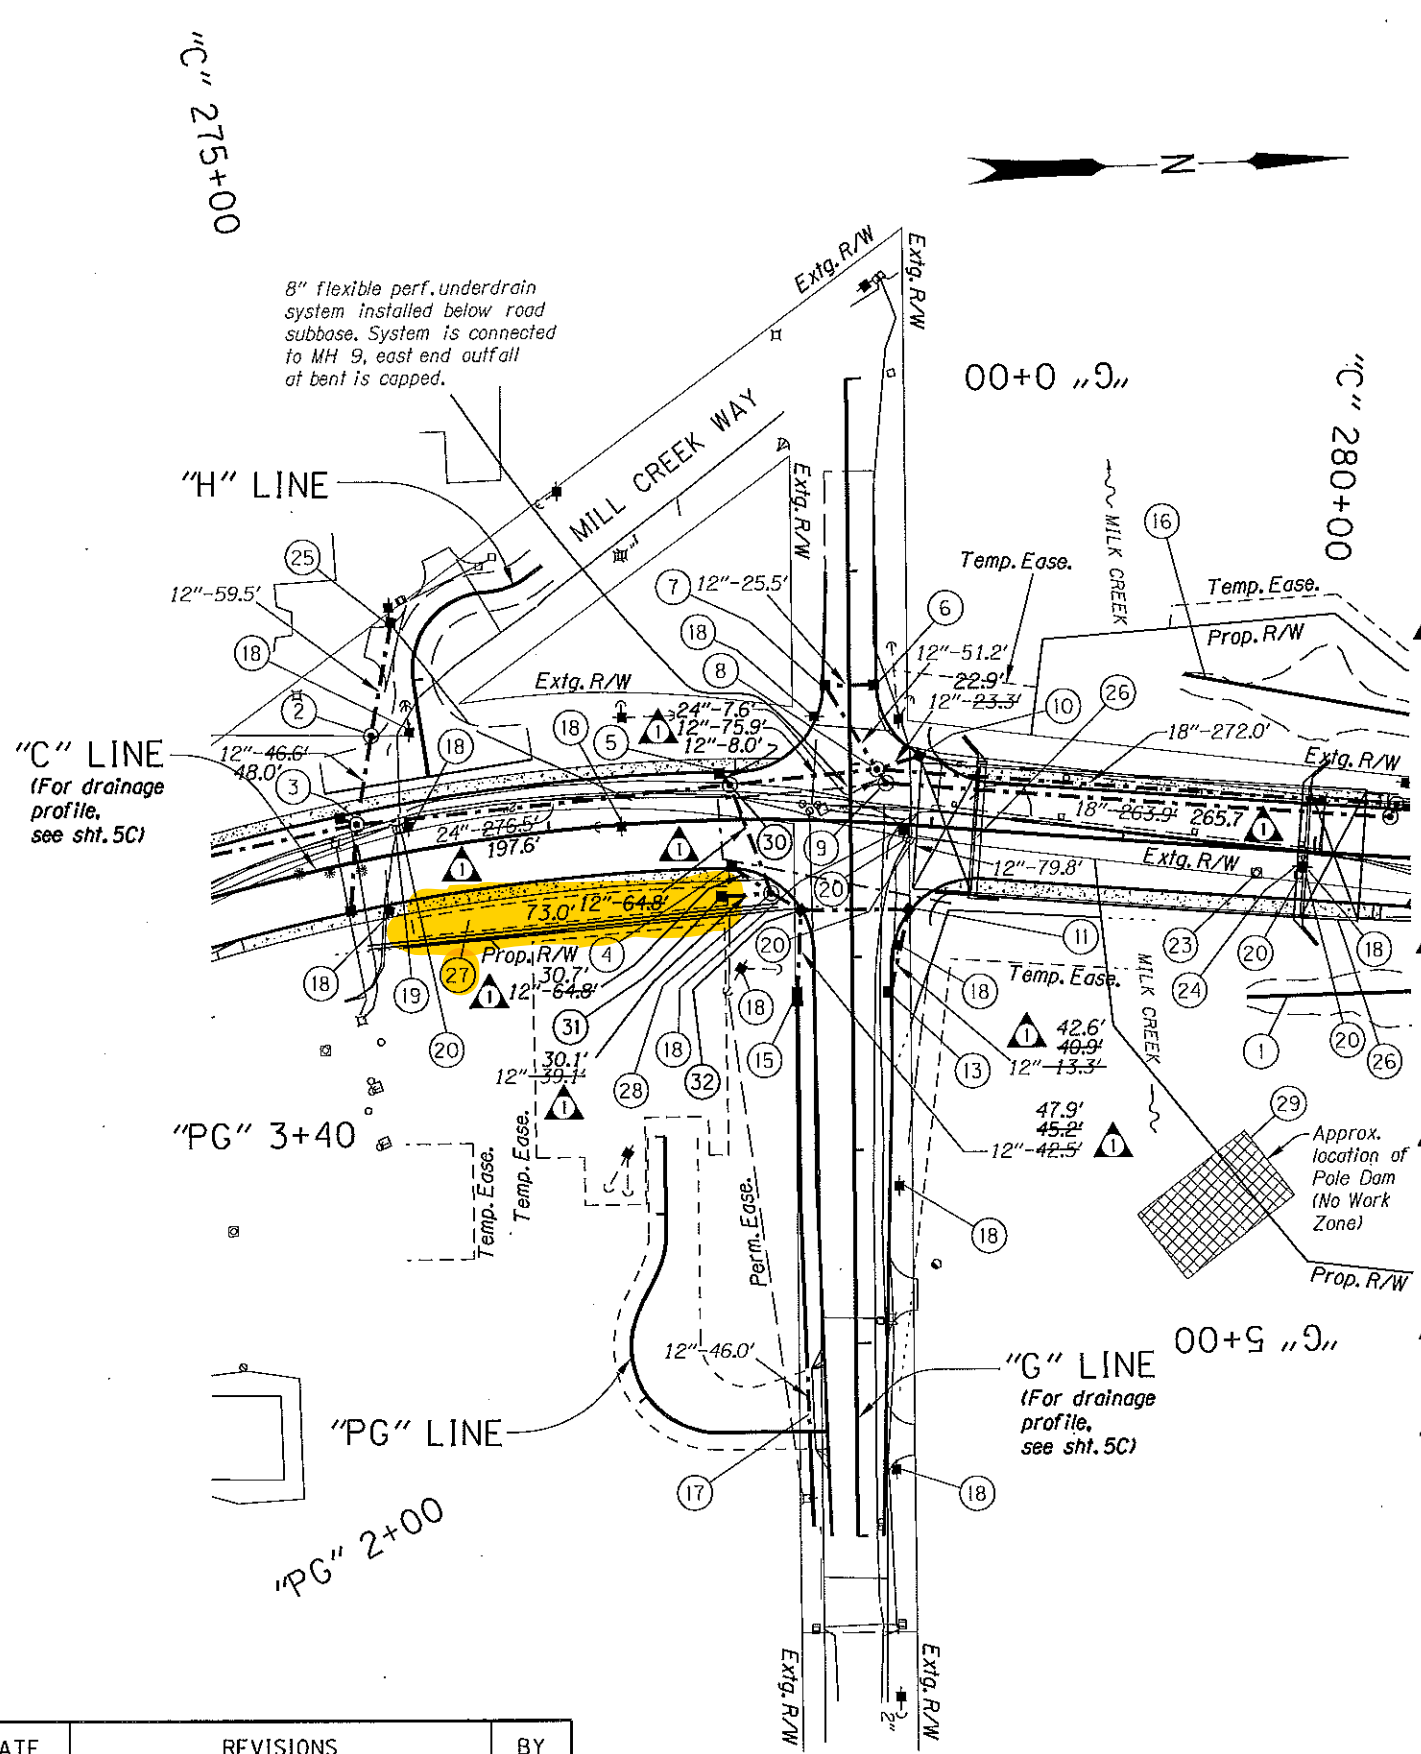 "C" 275+00
N
Extg. R/W
Extg. R/W
8" flexible perf. underdrain
system installed below road
subbase. System is connected
to MH 9, east end outfall
at bent is capped.
"G" 0+00
"C" 280+00
MILL CREEK WAY
"H" LINE
Extg. R/W
MILK CREEK
16
25
12"-59.5'
7
12"-25.5'
Temp. Ease.
Temp. Ease.
6
18
18
Prop. R/W
8
12"-51.2'
Extg. R/W
22.9'
12"-23.3'
10
26
2
24"-7.6'
1
12"-75.9'
18
18
5
12"-8.0'
18"-272.0'
"C" LINE
(For drainage
profile,
see sht. 5C)
12"-46.6'
48.0'
3
Extg. R/W
18"-263.9' 265.7
1
24"-276.5'
197.6'
1
1
30
9
Extg. R/W
12"-79.8'
20
23
73.0' 12"-64.8'
27
Prop. R/W
4
20
11
20
18
18
19
30.7'
1
12"-64.8'
18
18
Temp. Ease.
MILK CREEK
24
31
20
18
32
15
13
1
42.6'
40.9'
12"-13.3'
1
20
26
30.1'
12"-39.1'
1
28
47.9'
45.2'
12"-42.5'
1
29
Approx.
location of
Pole Dam
(No Work
Zone)
"PG" 3+40
Temp. Ease.
Temp. Ease.
Perm. Ease.
18
Prop. R/W
"G" 5+00
12"-46.0'
"G" LINE
(For drainage
profile,
see sht. 5C)
"PG" LINE
17
18
"PG" 2+00
Extg. R/W
2"
Extg. R/W
REVISIONS
BY